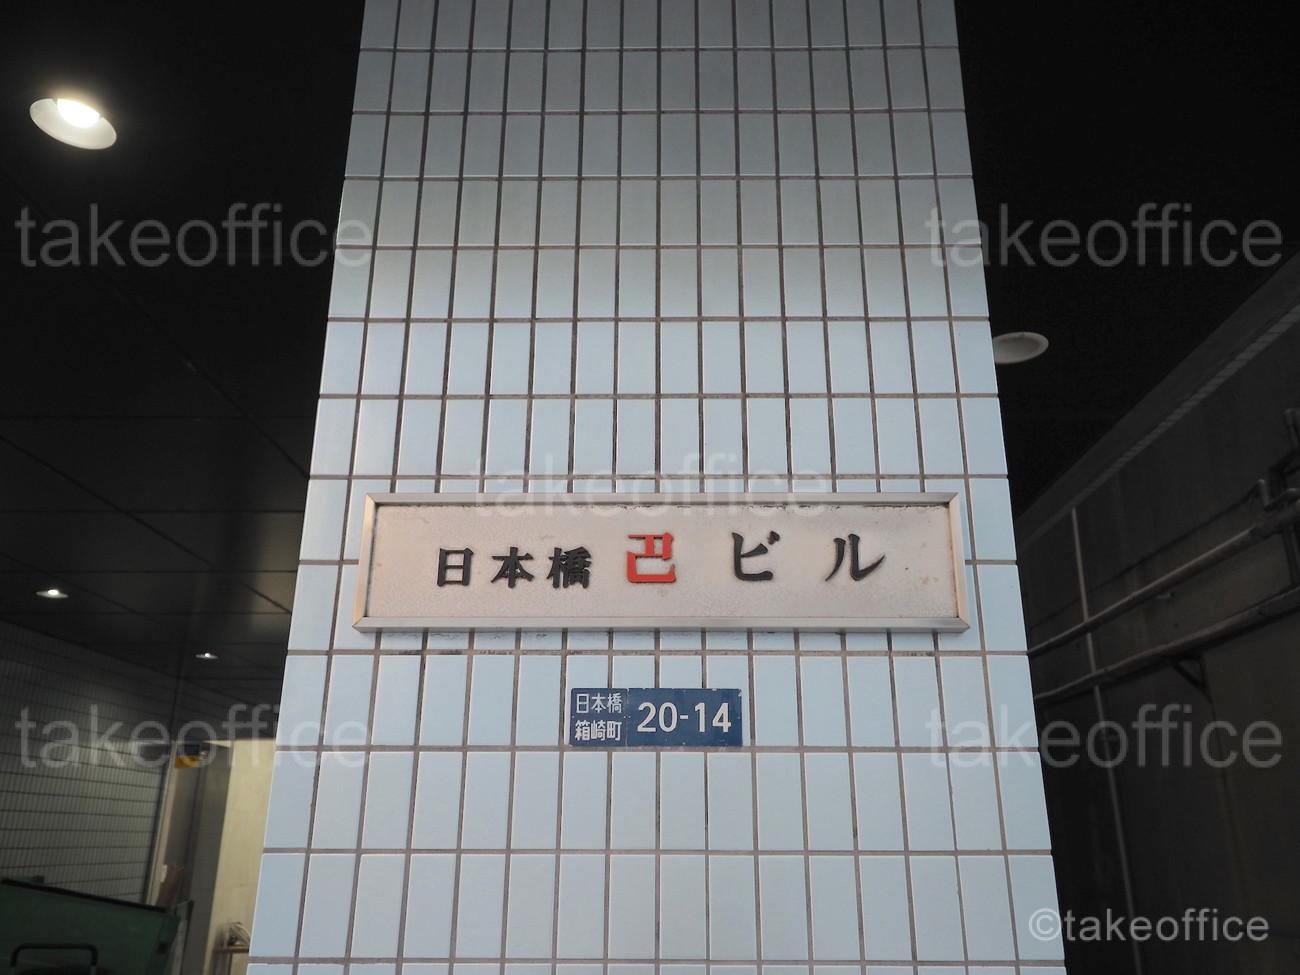 takeoffice takeoffice
takeoffice
日本橋 巴 ビル
日本橋 箱崎町 20-14
takeoffice takeoffice
©takeoffice